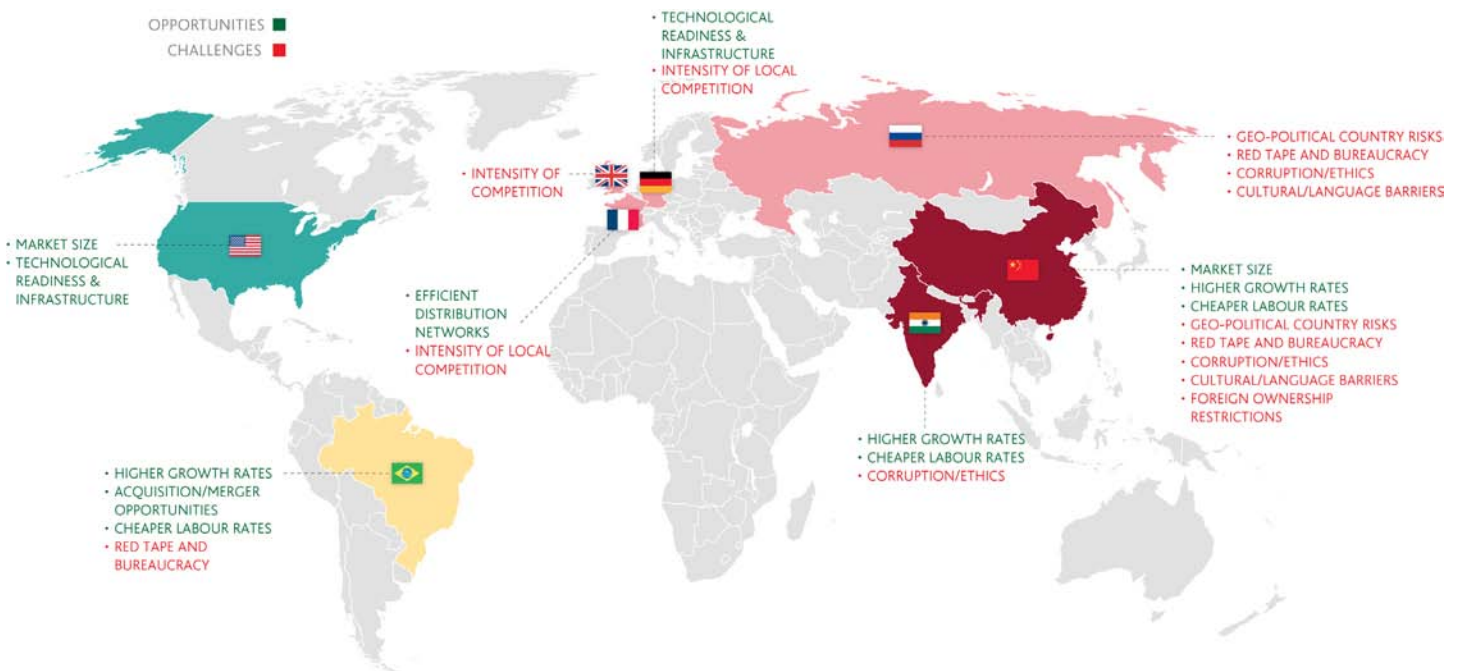 OPPORTUNITIES
CHALLENGES
• TECHNOLOGICAL
READINESS &
INFRASTRUCTURE
• INTENSITY OF LOCAL
COMPETITION
• GEO-POLITICAL COUNTRY RISKS
• RED TAPE AND BUREAUCRACY
• CORRUPTION/ETHICS
• CULTURAL/LANGUAGE BARRIERS
• INTENSITY OF
COMPETITION
• MARKET SIZE
• TECHNOLOGICAL
READINESS &
INFRASTRUCTURE
• EFFICIENT
DISTRIBUTION
NETWORKS
• INTENSITY OF LOCAL
COMPETITION
• MARKET SIZE
• HIGHER GROWTH RATES
• CHEAPER LABOUR RATES
• GEO-POLITICAL COUNTRY RISKS
• RED TAPE AND BUREAUCRACY
• CORRUPTION/ETHICS
• CULTURAL/LANGUAGE BARRIERS
• FOREIGN OWNERSHIP
RESTRICTIONS
• HIGHER GROWTH RATES
• CHEAPER LABOUR RATES
• CORRUPTION/ETHICS
• HIGHER GROWTH RATES
• ACQUISITION/MERGER
OPPORTUNITIES
• CHEAPER LABOUR RATES
• RED TAPE AND
BUREAUCRACY